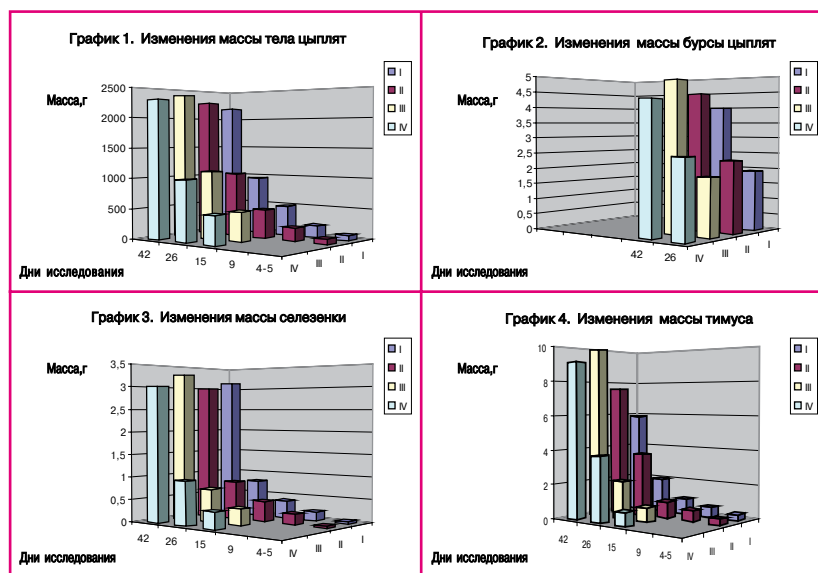 График 1. Изменения массы тела цыплят
Масса,г
2500
2000
1500
1000
500
0
42
26
15
9
4-5
IV
III
II
I
Дни исследования
I
II
III
IV
График 2. Изменения массы бурсы цыплят
Масса,г
5
4,5
4
3,5
3
2,5
2
1,5
1
0,5
0
42
26
IV
III
II
I
Дни исследования
I
II
III
IV
График 3. Изменения массы селезенки
Масса,г
3,5
3
2,5
2
1,5
1
0,5
0
42
26
15
9
4-5
IV
III
II
I
Дни исследования
I
II
III
IV
График 4. Изменения массы тимуса
Масса,г
10
8
6
4
2
0
42
26
15
9
4-5
IV
III
II
I
Дни исследования
I
II
III
IV